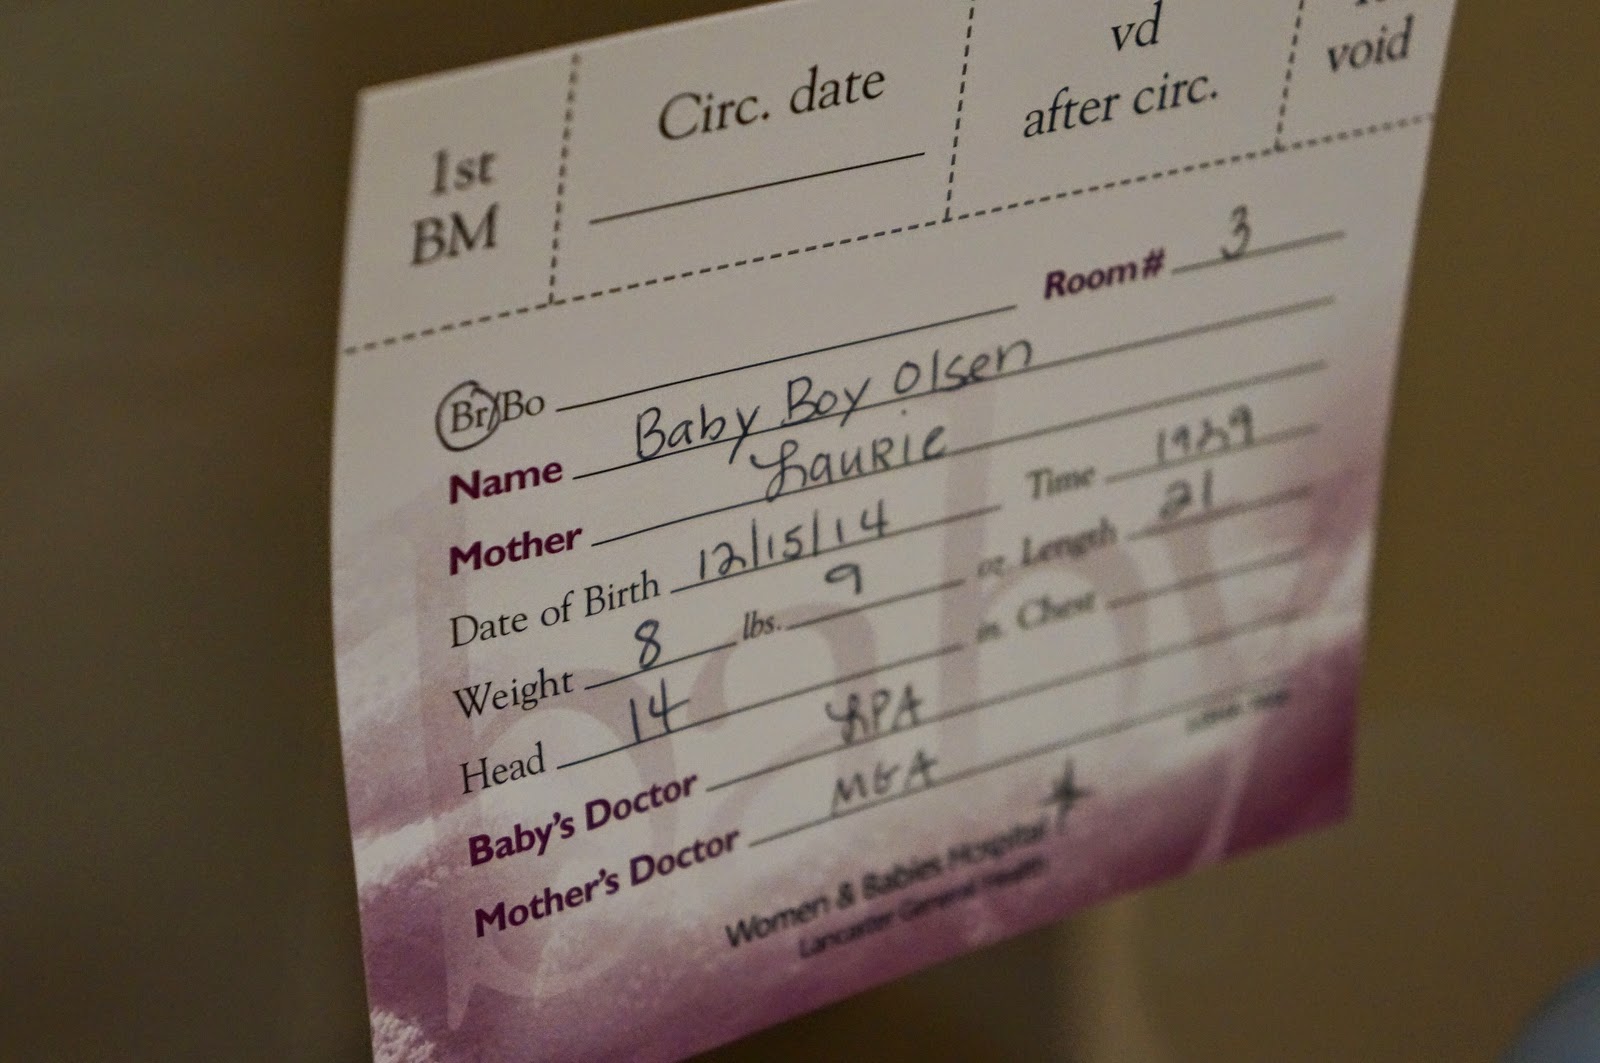 1st BM
Circ. date
vd after circ.
void
Room# 3
Br/Bo
Name Baby Boy Olsen
Mother Laurie
Date of Birth 12/15/14 Time 1929
Weight 8 lbs. 9 oz. Length 21
Head 14 in. Chest
Baby's Doctor LPA
Mother's Doctor MGA
Women & Babies Hospital
Lancaster General Health